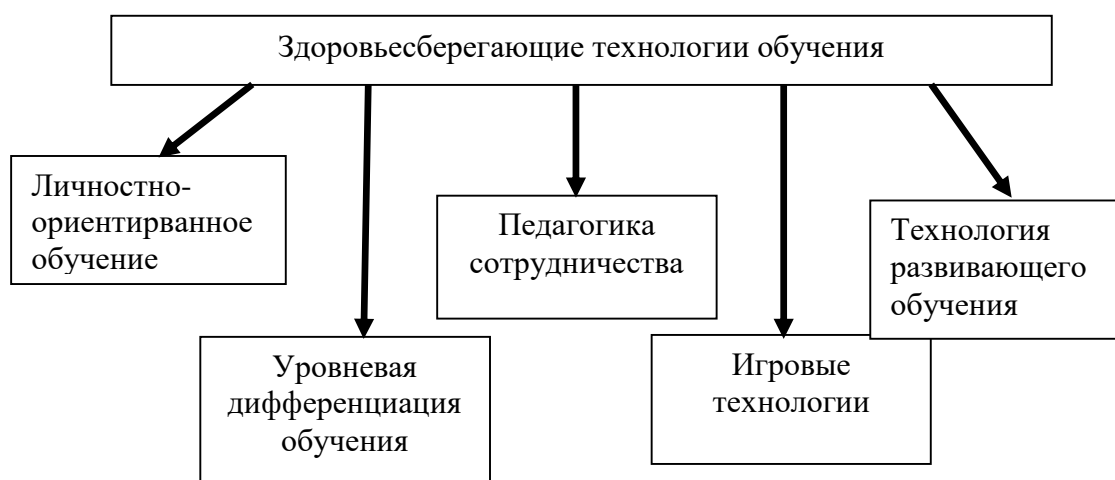 Здоровьесберегающие технологии обучения
Личностно-
ориентирванное
обучение
Уровневая
дифференциация
обучения
Педагогика
сотрудничества
Игровые
технологии
Технология
развивающего
обучения